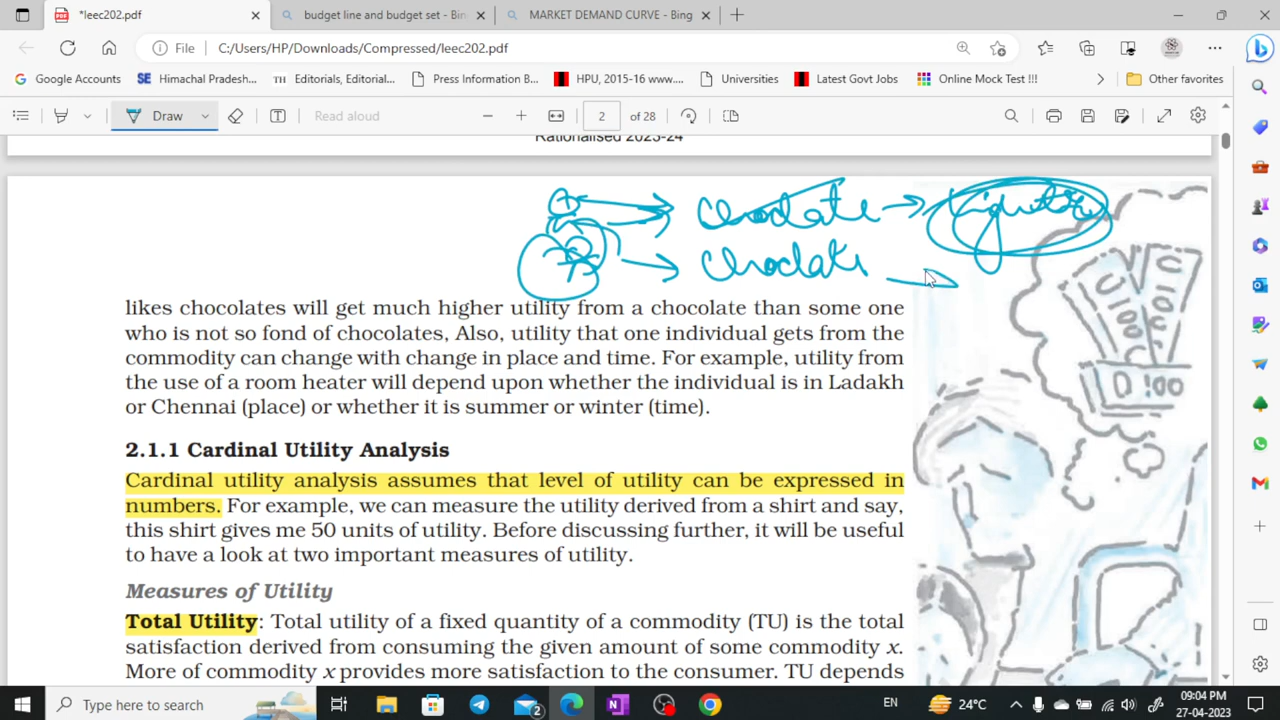 *leec202.pdf
budget line and budget set - Bin
MARKET DEMAND CURVE - Bing
File C:/Users/HP/Downloads/Compressed/leec202.pdf
Google Accounts
SE Himachal Pradesh...
TH Editorials, Editorial...
Press Information B...
HPU, 2015-16 www....
Universities
Latest Govt Jobs
Online Mock Test !!!
Other favorites
Draw
Read aloud
2 of 28
Rationalised 2023-24
choclate
choclate
likes chocolates will get much higher utility from a chocolate than some one
who is not so fond of chocolates, Also, utility that one individual gets from the
commodity can change with change in place and time. For example, utility from
the use of a room heater will depend upon whether the individual is in Ladakh
or Chennai (place) or whether it is summer or winter (time).
2.1.1 Cardinal Utility Analysis
Cardinal utility analysis assumes that level of utility can be expressed in
numbers. For example, we can measure the utility derived from a shirt and say,
this shirt gives me 50 units of utility. Before discussing further, it will be useful
to have a look at two important measures of utility.
Measures of Utility
Total Utility: Total utility of a fixed quantity of a commodity (TU) is the total
satisfaction derived from consuming the given amount of some commodity x.
More of commodity x provides more satisfaction to the consumer. TU depends
Type here to search
2
EN
24°C
09:04 PM
27-04-2023